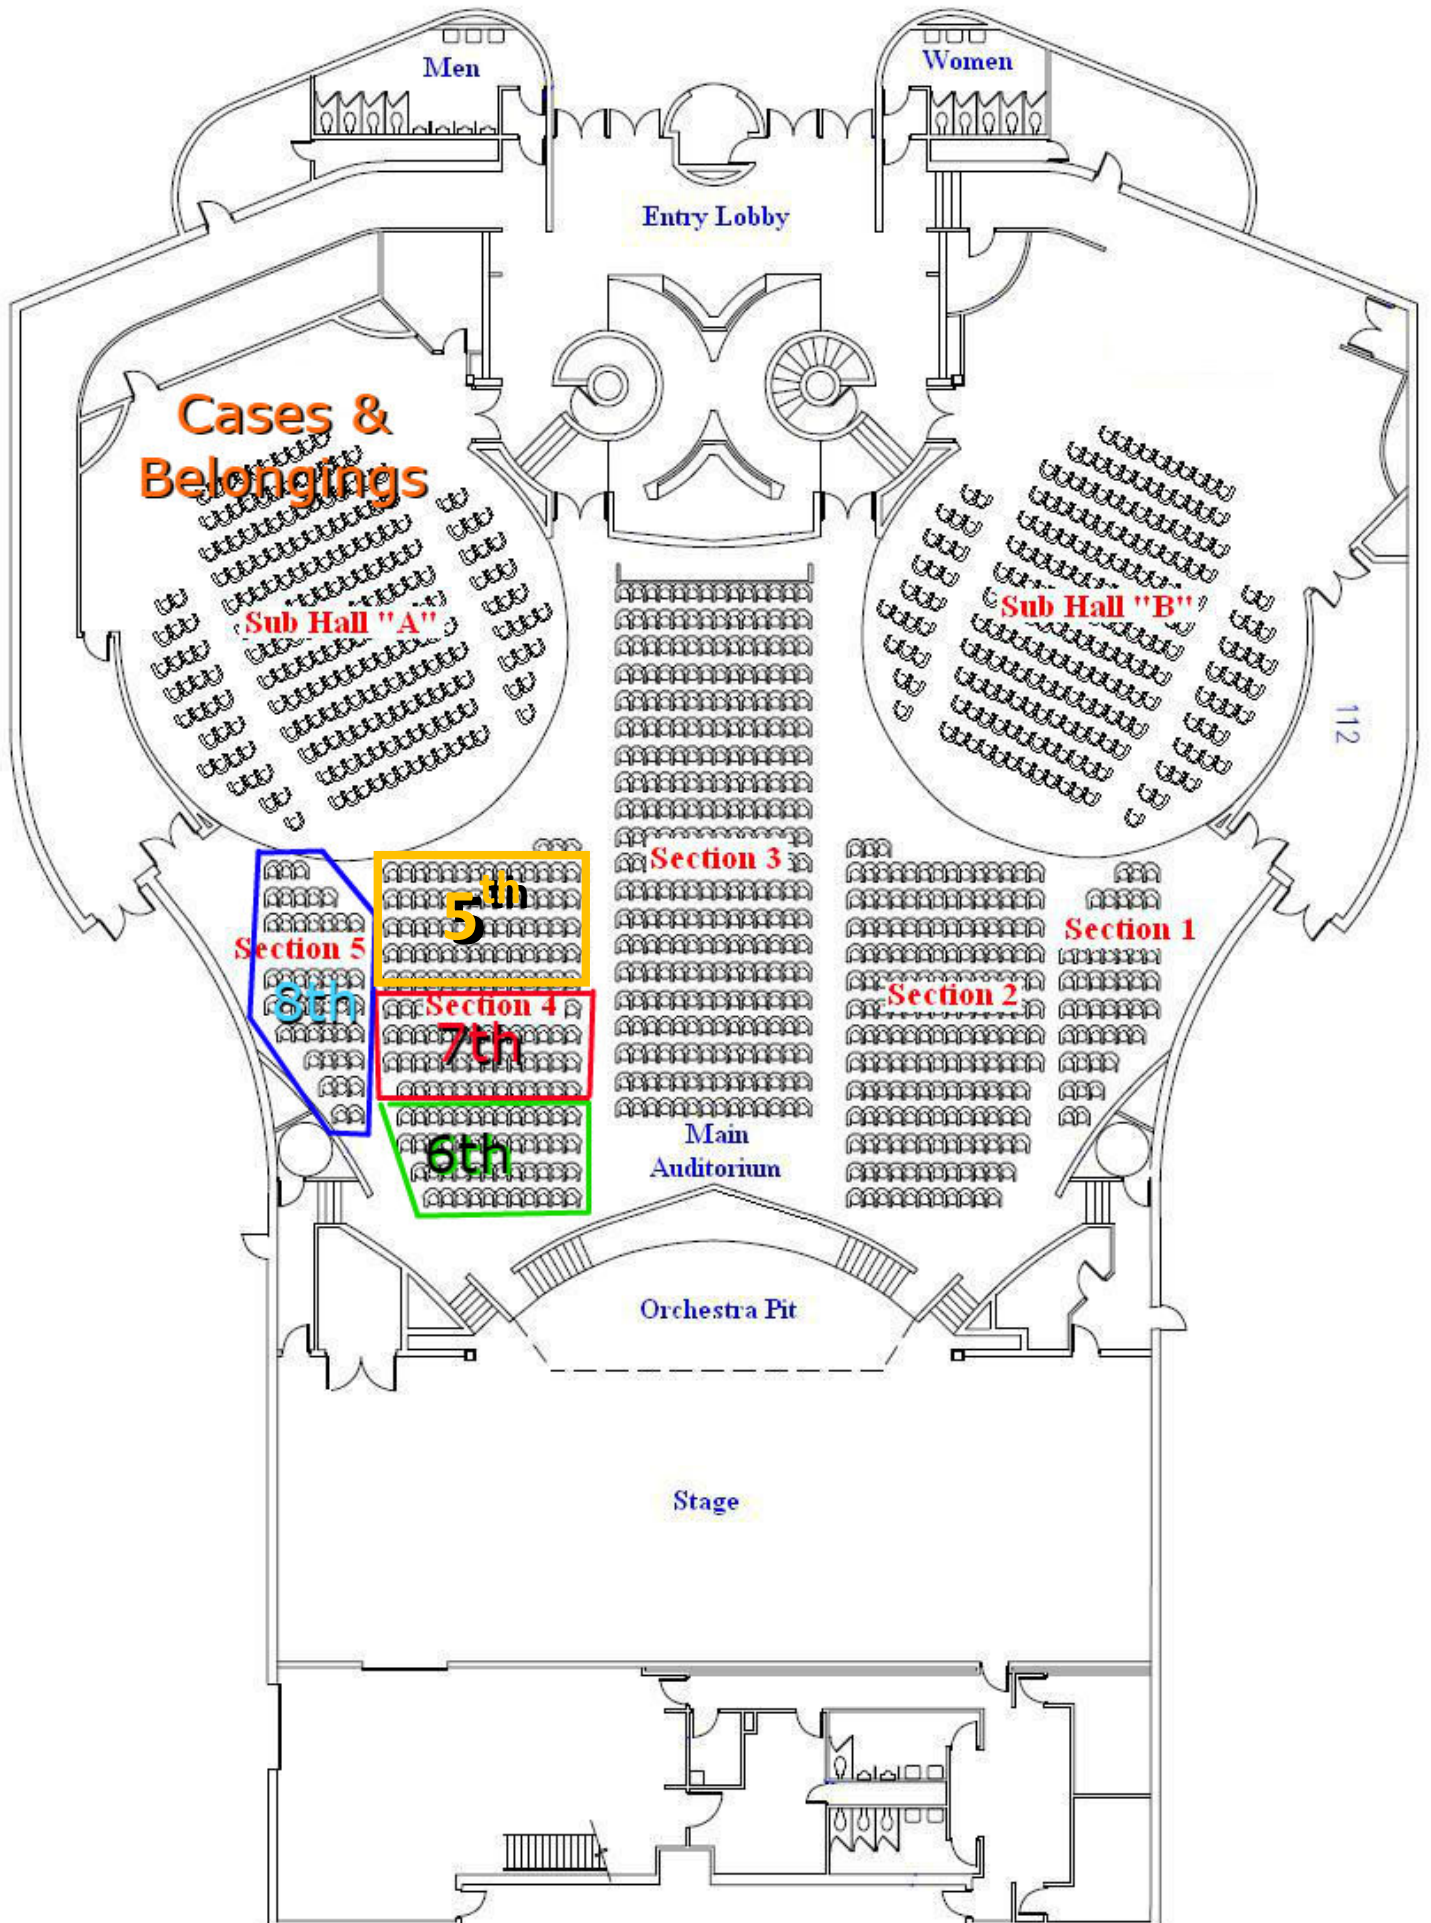 Men
Women
Entry Lobby
Cases &
Belongings
Sub Hall "A"
Sub Hall "B"
112
Section 3
5th
Section 5
Section 1
8th
Section 4
Section 2
7th
6th
Main
Auditorium
Orchestra Pit
Stage